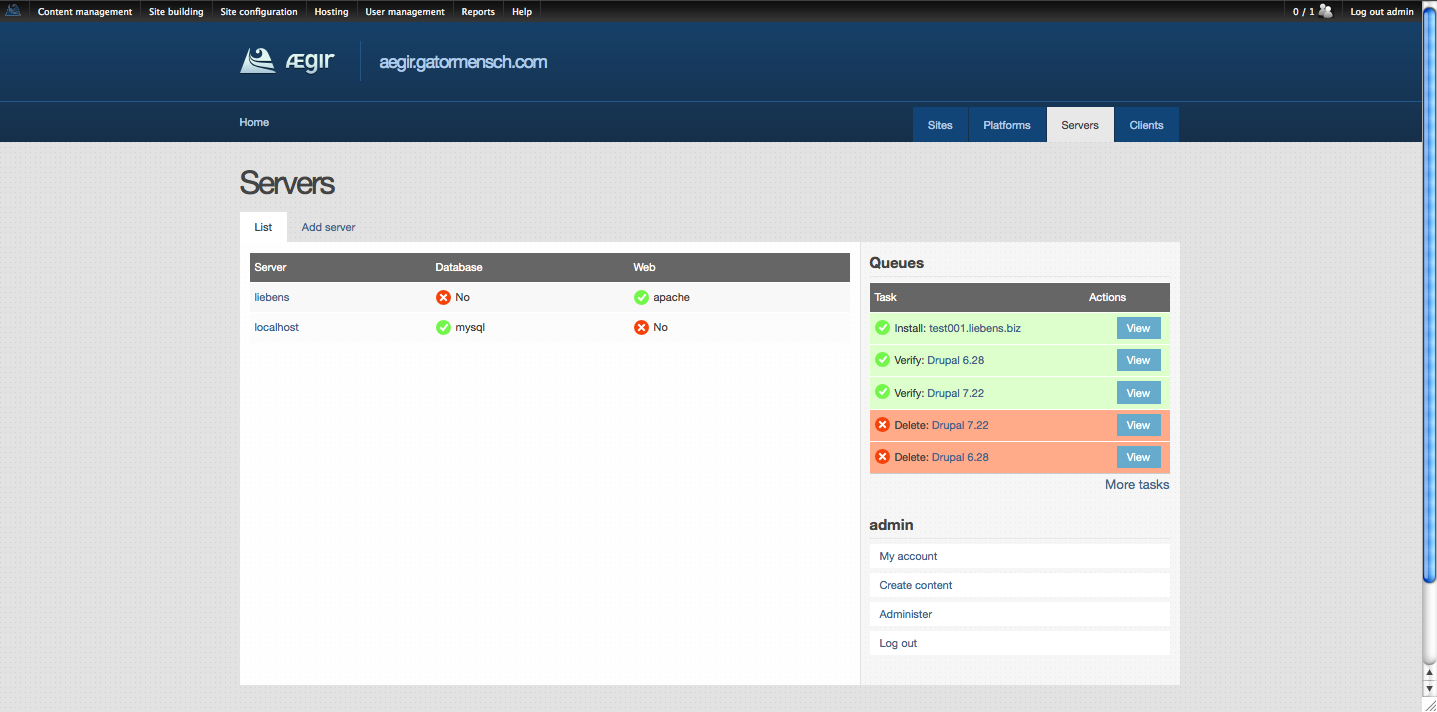 Content management Site building Site configuration Hosting User management Reports Help 0 / 1 Log out admin
ÆGIR aegir.gatormensch.com
Home Sites Platforms Servers Clients
Servers
List Add server
Server Database Web
liebens No apache
localhost mysql No
Queues
Task Actions
Install: test001.liebens.biz View
Verify: Drupal 6.28 View
Verify: Drupal 7.22 View
Delete: Drupal 7.22 View
Delete: Drupal 6.28 View
More tasks
admin
My account
Create content
Administer
Log out